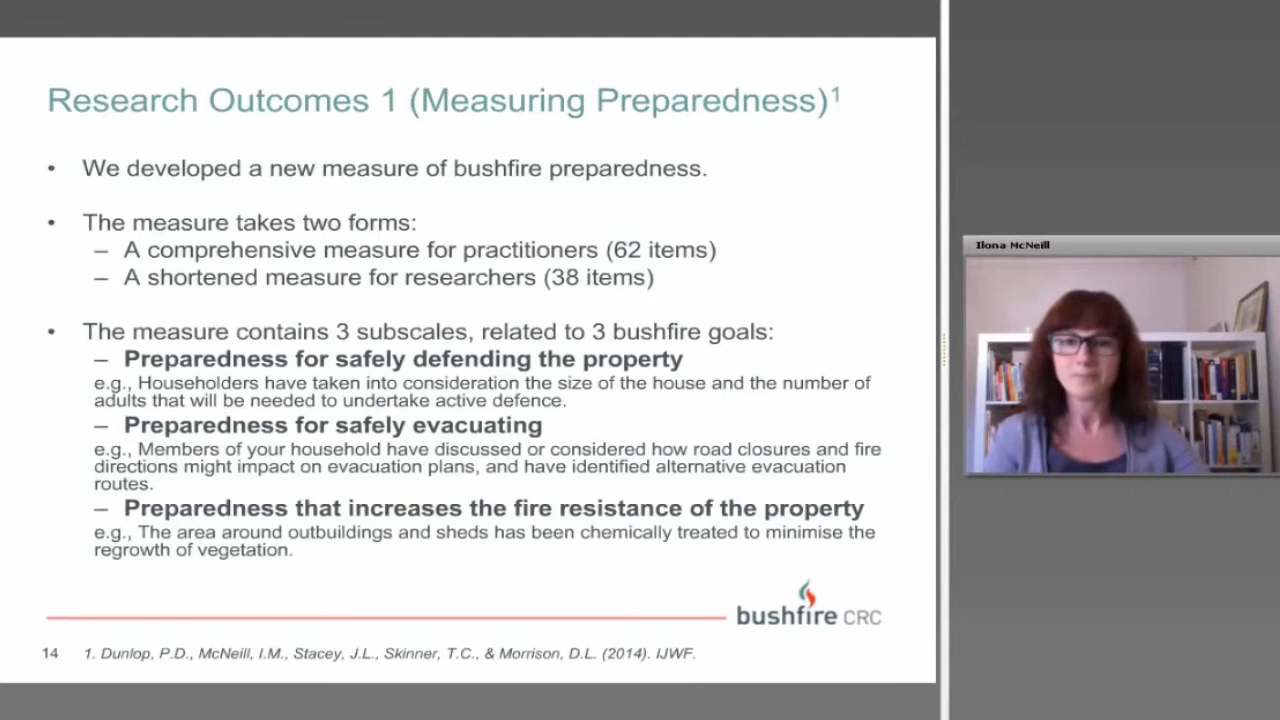 Research Outcomes 1 (Measuring Preparedness)¹
• We developed a new measure of bushfire preparedness.
• The measure takes two forms:
– A comprehensive measure for practitioners (62 items)
– A shortened measure for researchers (38 items)
• The measure contains 3 subscales, related to 3 bushfire goals:
– Preparedness for safely defending the property
e.g., Householders have taken into consideration the size of the house and the number of
adults that will be needed to undertake active defence.
– Preparedness for safely evacuating
e.g., Members of your household have discussed or considered how road closures and fire
directions might impact on evacuation plans, and have identified alternative evacuation
routes.
– Preparedness that increases the fire resistance of the property
e.g., The area around outbuildings and sheds has been chemically treated to minimise the
regrowth of vegetation.
bushfire CRC
14 1. Dunlop, P.D., McNeill, I.M., Stacey, J.L., Skinner, T.C., & Morrison, D.L. (2014). IJWF.
Ilona McNeill